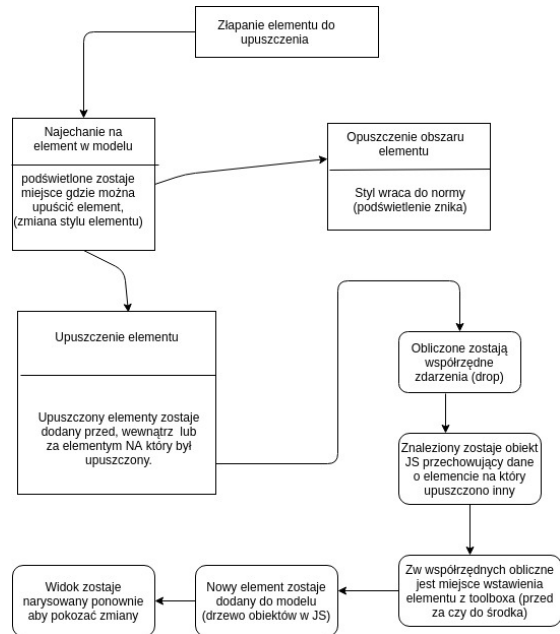 Złapanie elementu do
upuszczenia
Najechanie na
element w modelu
podświetlone zostaje
miejsce gdzie można
upuścić element,
(zmiana stylu elementu)
Opuszczenie obszaru
elementu
Styl wraca do normy
(podświetlenie znika)
Upuszczenie elementu
Upuszczony elementy zostaje
dodany przed, wewnątrz lub
za elementym NA który był
upuszczony.
Obliczone zostają
współrzędne
zdarzenia (drop)
Znaleziony zostaje obiekt
JS przechowujący dane
o elemencie na który
upuszczono inny
Zw współrzędnych obliczne
jest miejsce wstawienia
elementu z toolboxa (przed
za czy do środka)
Nowy element zostaje
dodany do modelu
(drzewo obiektów w JS)
Widok zostaje
narysowany ponownie
aby pokazać zmiany